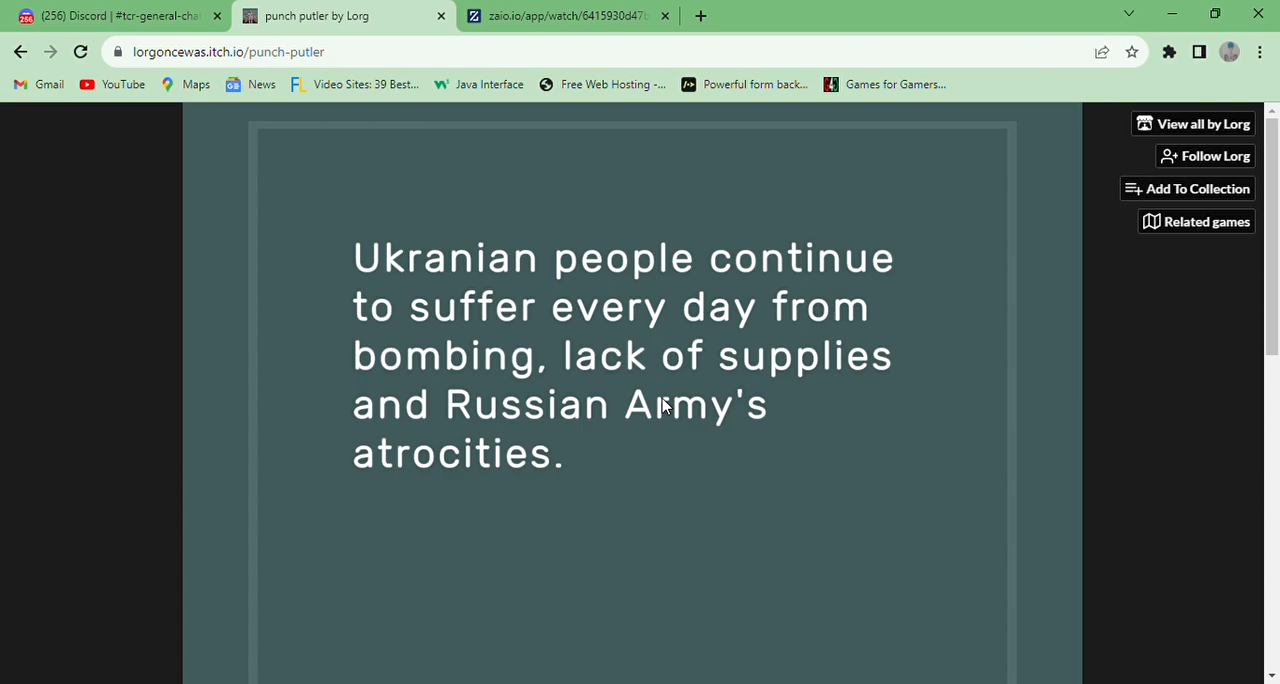 (256) Discord | #tcr-general-cha
punch putler by Lorg
zaio.io/app/watch/6415930d47b
lorgoncewas.itch.io/punch-putler
Gmail
YouTube
Maps
News
Video Sites: 39 Best...
Java Interface
Free Web Hosting -...
Powerful form back...
Games for Gamers...
View all by Lorg
Follow Lorg
Add To Collection
Related games
Ukranian people continue
to suffer every day from
bombing, lack of supplies
and Russian Army's
atrocities.